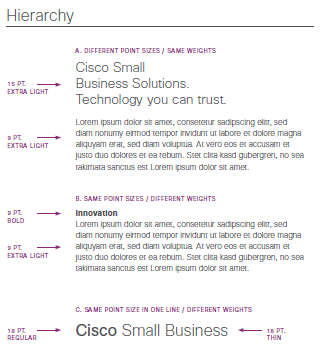 Hierarchy
A. DIFFERENT POINT SIZES / SAME WEIGHTS
15 PT.
EXTRA LIGHT
Cisco Small
Business Solutions.
Technology you can trust.
9 PT.
EXTRA LIGHT
Lorem ipsum dolor sit amet, consetetur sadipscing elitr, sed
diam nonumy eirmod tempor invidunt ut labore et dolore magna
aliquyam erat, sed diam voluptua. At vero eos et accusam et
justo duo dolores et ea rebum. Stet clita kasd gubergren, no sea
takimata sanctus est Lorem ipsum dolor sit amet.
B. SAME POINT SIZES / DIFFERENT WEIGHTS
9 PT.
BOLD
Innovation
9 PT.
EXTRA LIGHT
Lorem ipsum dolor sit amet, consetetur sadipscing elitr, sed
diam nonumy eirmod tempor invidunt ut labore et dolore magna
aliquyam erat, sed diam voluptua. At vero eos et accusam et
justo duo dolores et ea rebum. Stet clita kasd gubergren, no sea
takimata sanctus est Lorem ipsum dolor sit amet.
C. SAME POINT SIZE IN ONE LINE / DIFFERENT WEIGHTS
18 PT.
REGULAR
Cisco Small Business
18 PT.
THIN